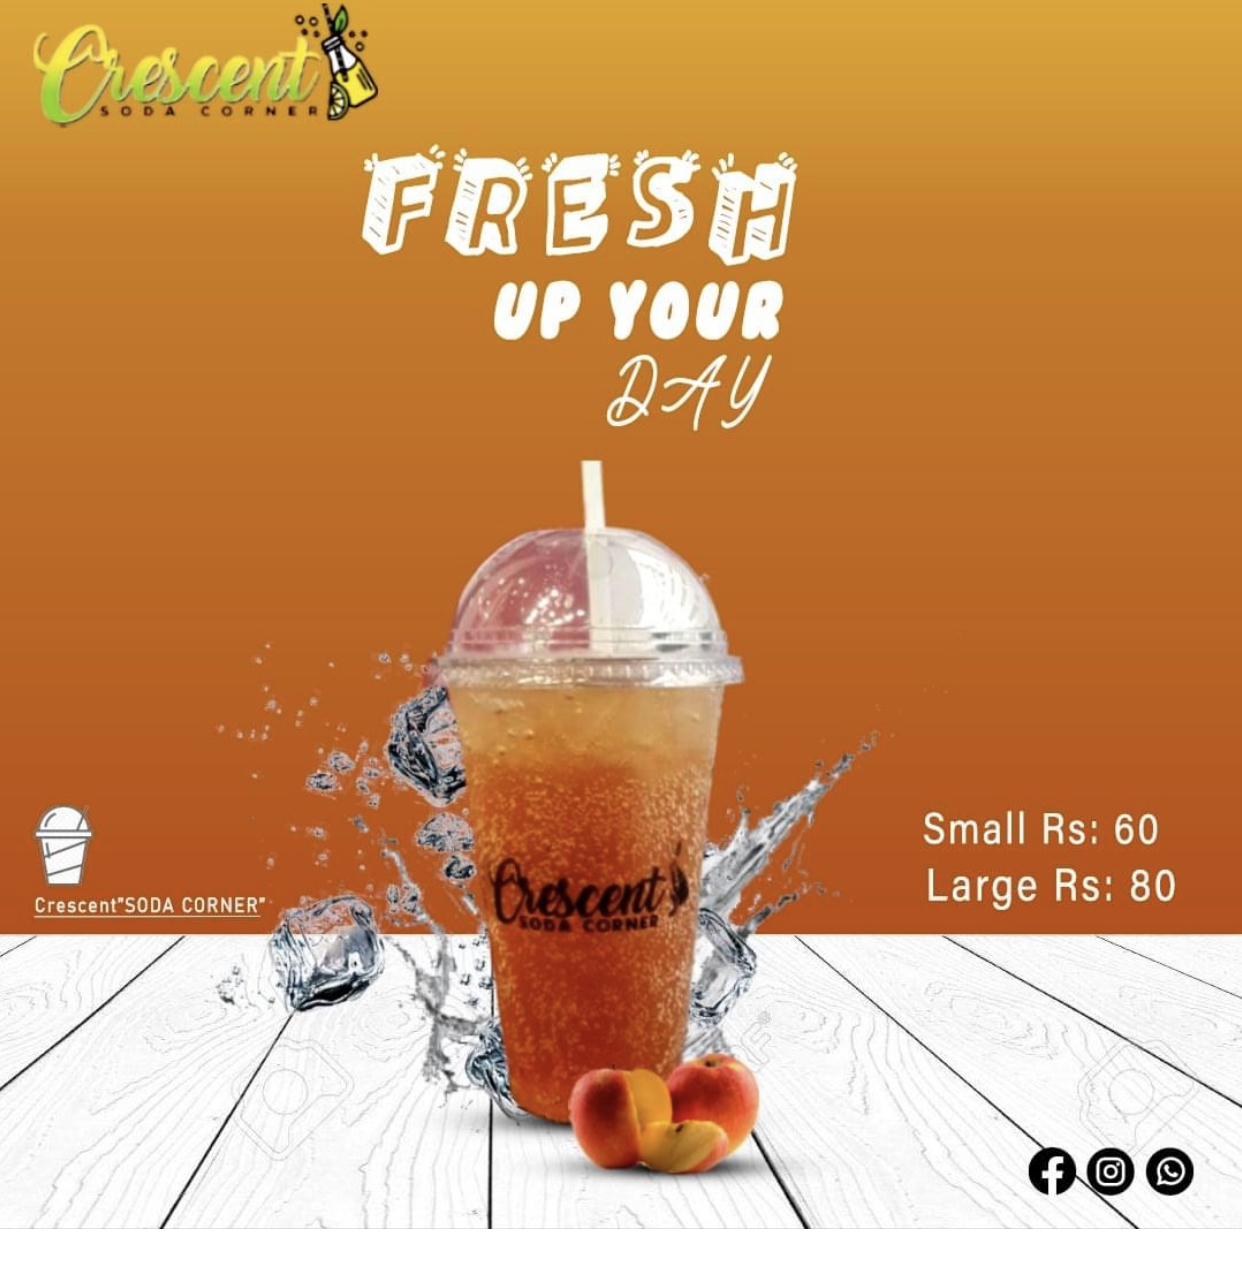 Crescent
SODA CORNER
FRESH
UP YOUR
DAY
Crescent
SODA CORNER
Small Rs: 60
Large Rs: 80
Crescent"SODA CORNER"